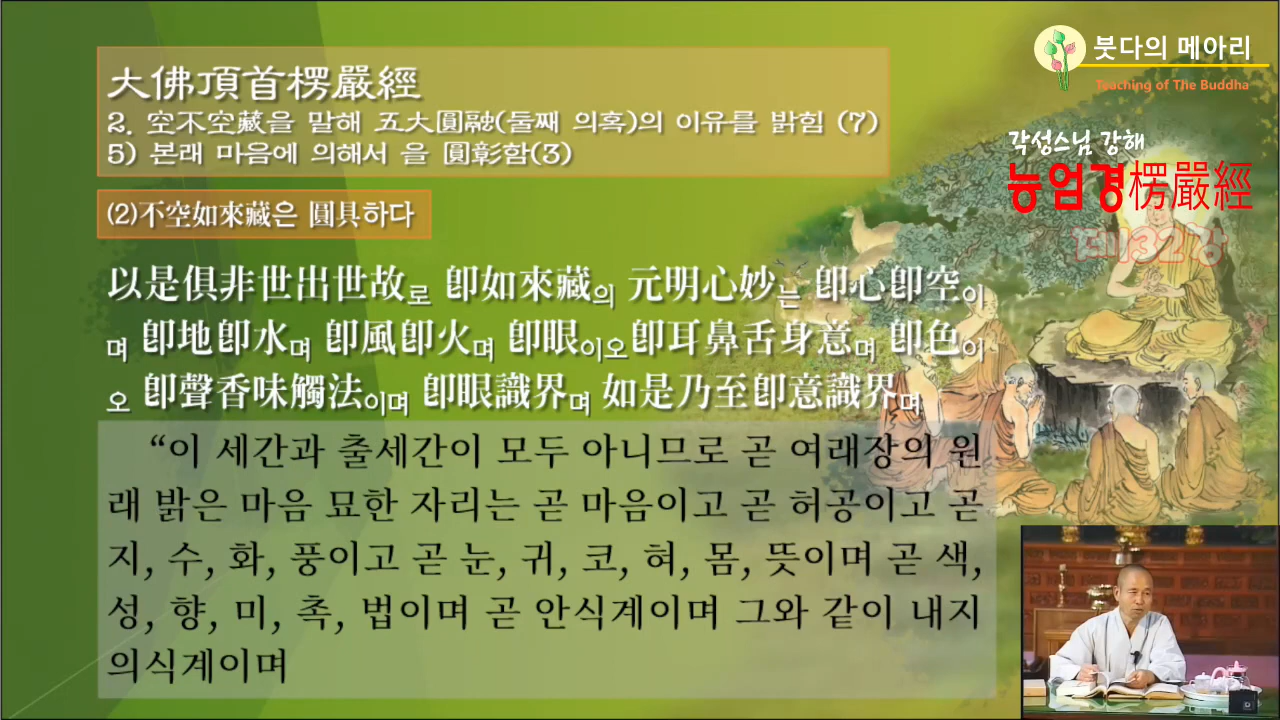 大佛頂首楞嚴經
2. 空不空藏을 말해 五大圓融(둘째 의혹)의 이유를 밝힘 (7)
5) 본래 마음에 의해서 을 圓彰함(3)
(2)不空如來藏은 圓具하다
以是俱非世出世故로 卽如來藏의 元明心妙는 卽心卽空이
며 卽地卽水며 卽風卽火며 卽眼이오卽耳鼻舌身意며 卽色이
오 卽聲香味觸法이며 卽眼識界며 如是乃至卽意識界며
“이 세간과 출세간이 모두 아니므로 곧 여래장의 원
래 밝은 마음 묘한 자리는 곧 마음이고 곧 허공이고 곧
지, 수, 화, 풍이고 곧 눈, 귀, 코, 혀, 몸, 뜻이며 곧 색,
성, 향, 미, 촉, 법이며 곧 안식계이며 그와 같이 내지
의식계이며
붓다의 메아리
Teaching of The Buddha
각성스님 강해
능엄경楞嚴經
제132강